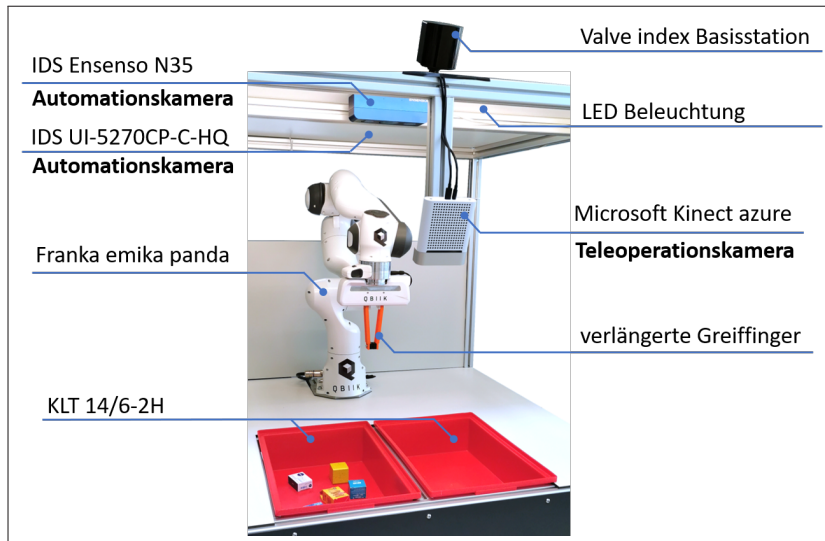 Valve index Basisstation
IDS Ensenso N35
Automationskamera
LED Beleuchtung
IDS UI-5270CP-C-HQ
Automationskamera
Microsoft Kinect azure
Teleoperationskamera
Franka emika panda
QBIIK
verlängerte Greiffinger
QBIIK
KLT 14/6-2H